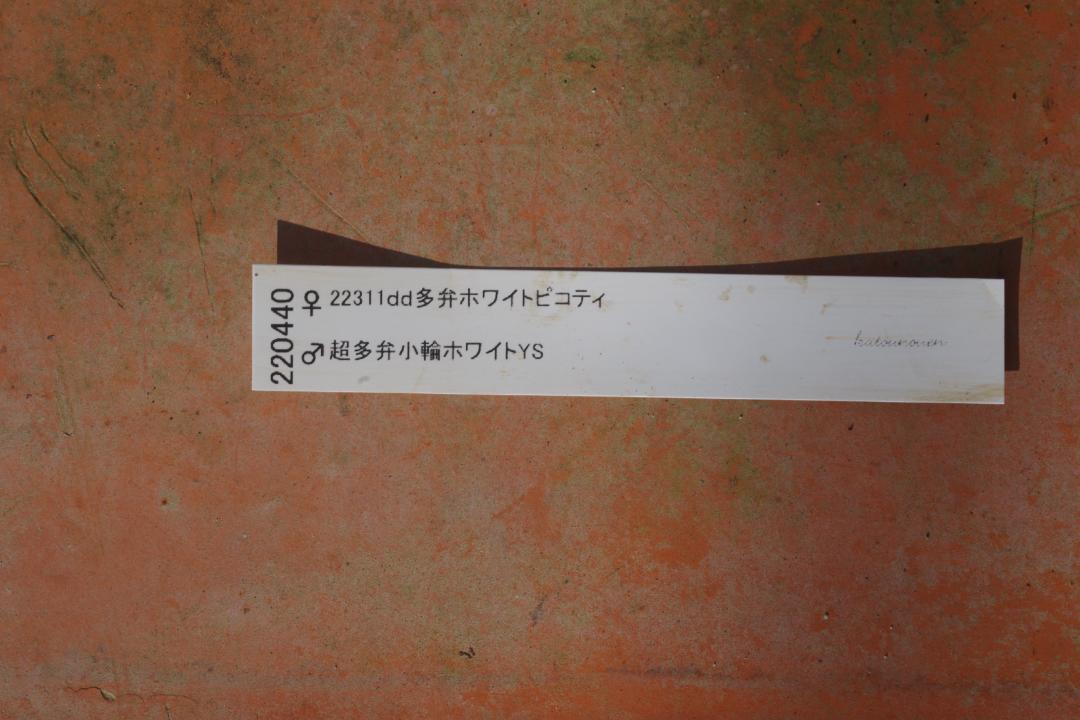 220440
♀ 22311dd多弁ホワイトピコティ
♂ 超多弁小輪ホワイトYS
katounouen